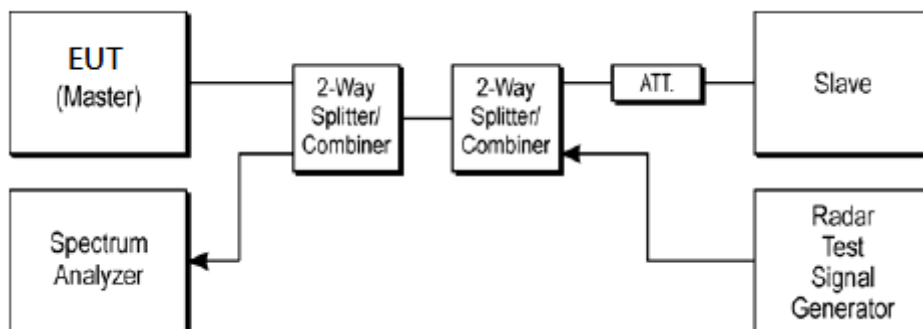 EUT
(Master)
2-Way
Splitter/
Combiner
2-Way
Splitter/
Combiner
ATT.
Slave
Spectrum
Analyzer
Radar
Test
Signal
Generator